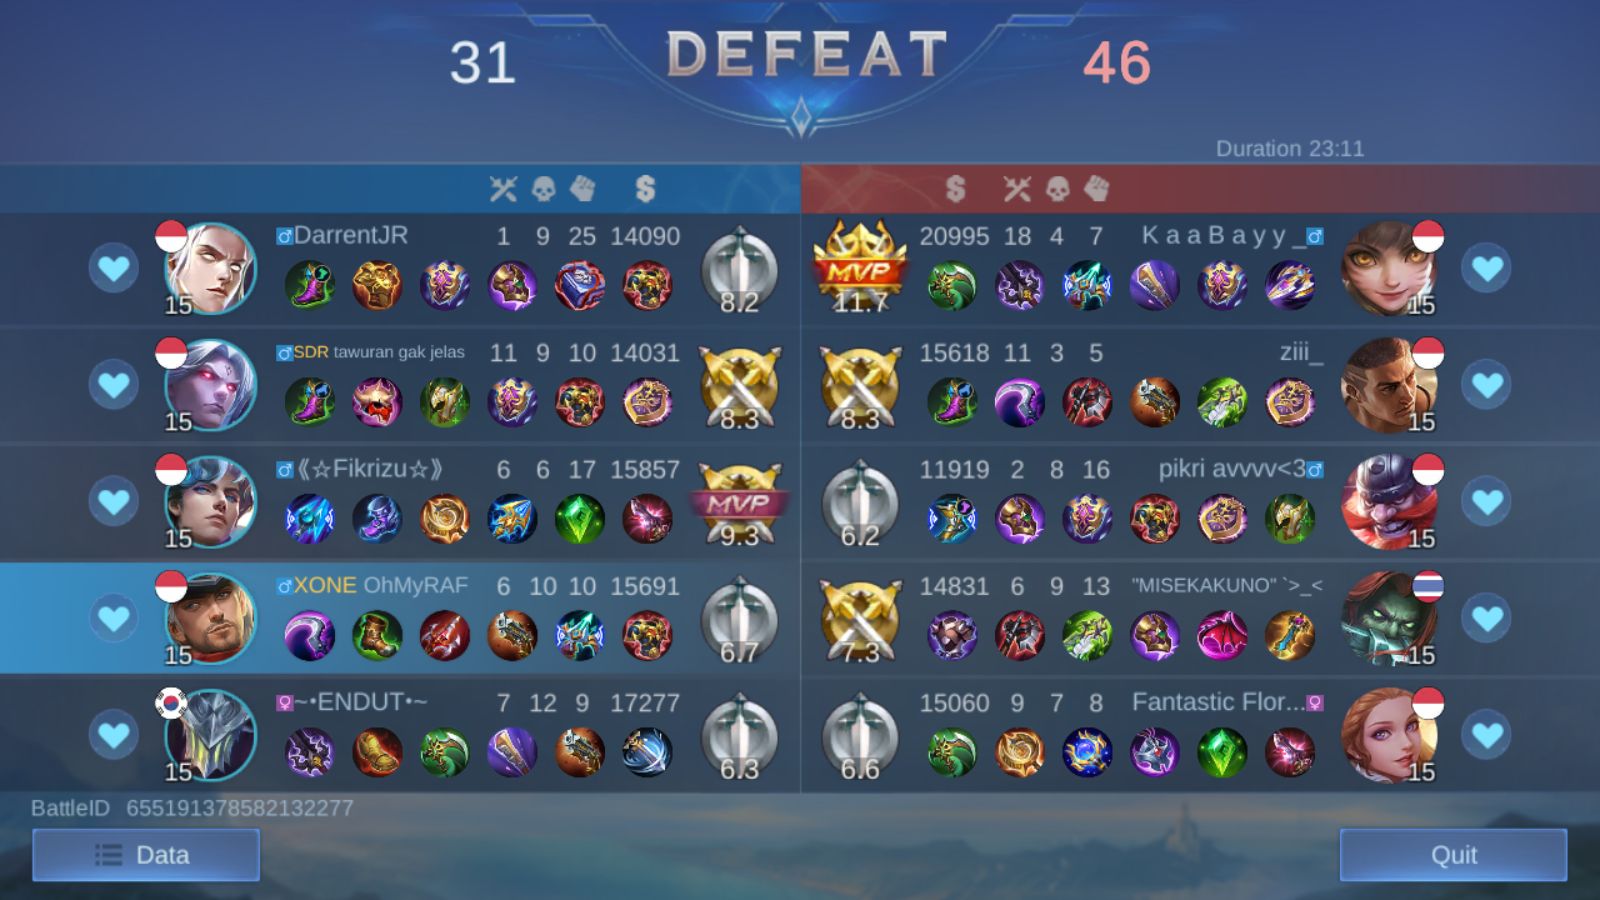 31 DEFEAT 46
Duration 23:11
DarrentJR 1 9 25 14090
15 8.2
MVP 11.7 20995 18 4 7 K a a B a y y _
15
SDR tawuran gak jelas 11 9 10 14031
15 8.3
8.3 15618 11 3 5 ziii_
15
《☆Fikrizu☆》 6 6 17 15857
15 MVP 9.3
6.2 11919 2 8 16 pikri avvvv<3
15
XONE OhMyRAF 6 10 10 15691
15 6.7
7.3 14831 6 9 13 "MISEKAKUNO" `>_<
15
~•ENDUT•~ 7 12 9 17277
15 6.3
6.6 15060 9 7 8 Fantastic Flor...
15
BattleID 655191378582132277
Data
Quit